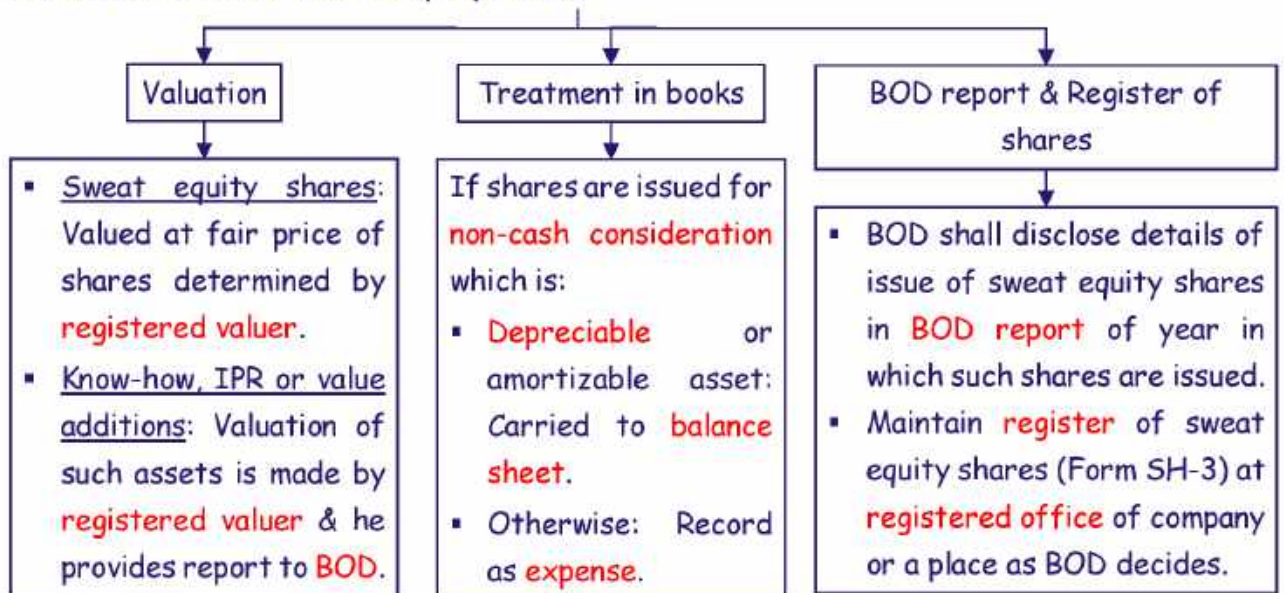 Valuation
▪ Sweat equity shares:
Valued at fair price of
shares determined by
registered valuer.
▪ Know-how, IPR or value
additions: Valuation of
such assets is made by
registered valuer & he
provides report to BOD.
Treatment in books
If shares are issued for
non-cash consideration
which is:
▪ Depreciable or
amortizable asset:
Carried to balance
sheet.
▪ Otherwise: Record
as expense.
BOD report & Register of
shares
▪ BOD shall disclose details of
issue of sweat equity shares
in BOD report of year in
which such shares are issued.
▪ Maintain register of sweat
equity shares (Form SH-3) at
registered office of company
or a place as BOD decides.